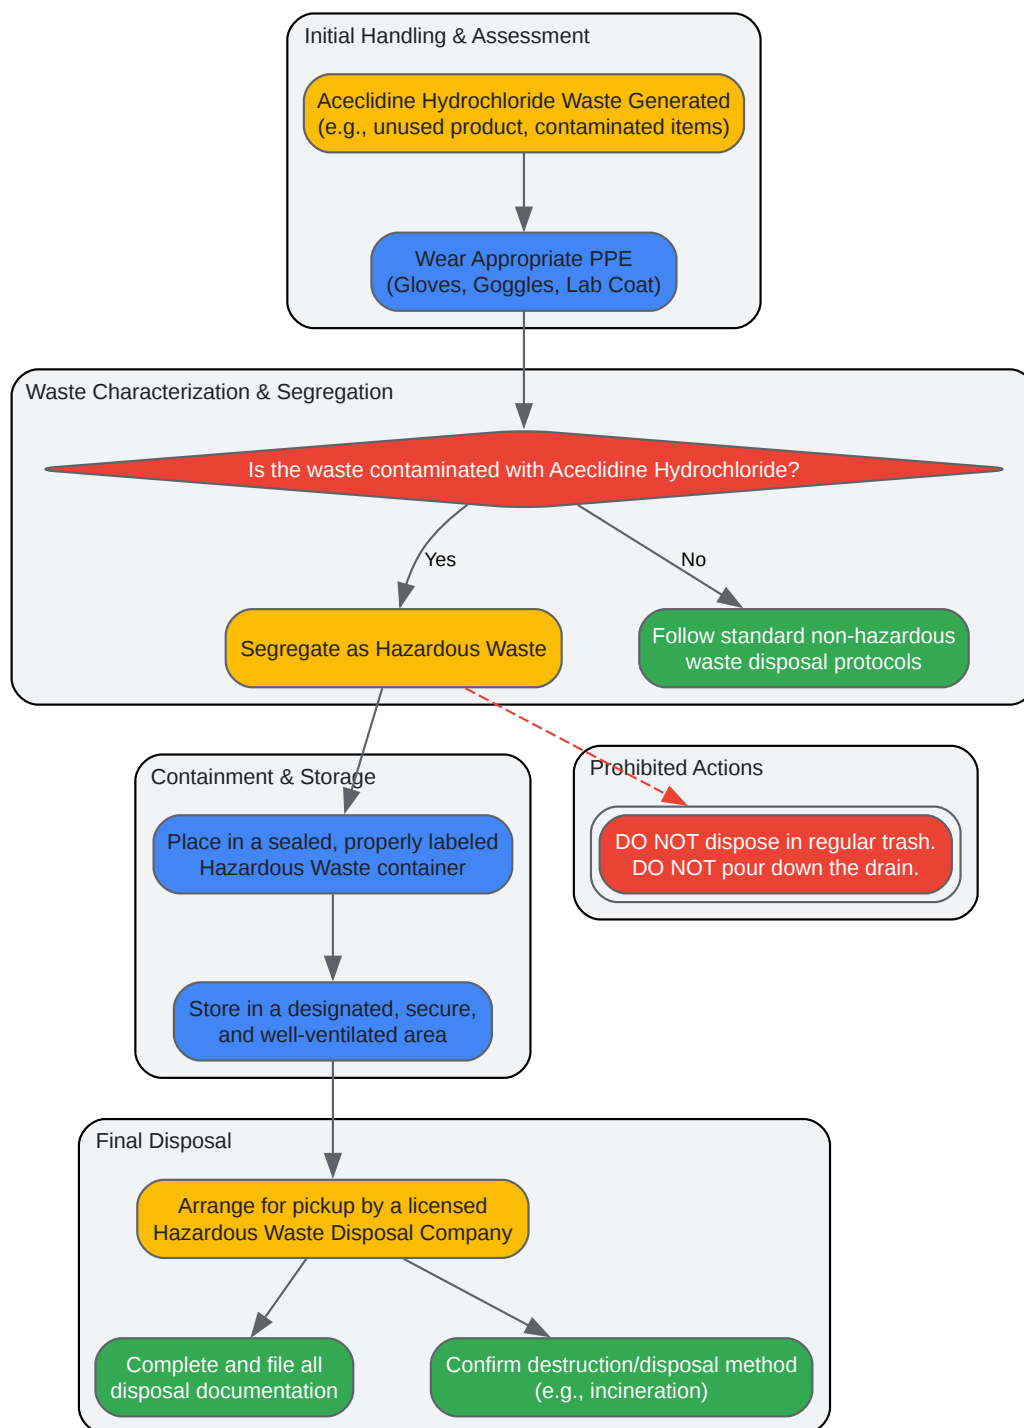 Initial Handling & Assessment
Aceclidine Hydrochloride Waste Generated
(e.g., unused product, contaminated items)
Wear Appropriate PPE
(Gloves, Goggles, Lab Coat)
Waste Characterization & Segregation
Is the waste contaminated with Aceclidine Hydrochloride?
Yes
No
Segregate as Hazardous Waste
Follow standard non-hazardous
waste disposal protocols
Containment & Storage
Prohibited Actions
Place in a sealed, properly labeled
Hazardous Waste container
DO NOT dispose in regular trash.
DO NOT pour down the drain.
Store in a designated, secure,
and well-ventilated area
Final Disposal
Arrange for pickup by a licensed
Hazardous Waste Disposal Company
Complete and file all
disposal documentation
Confirm destruction/disposal method
(e.g., incineration)